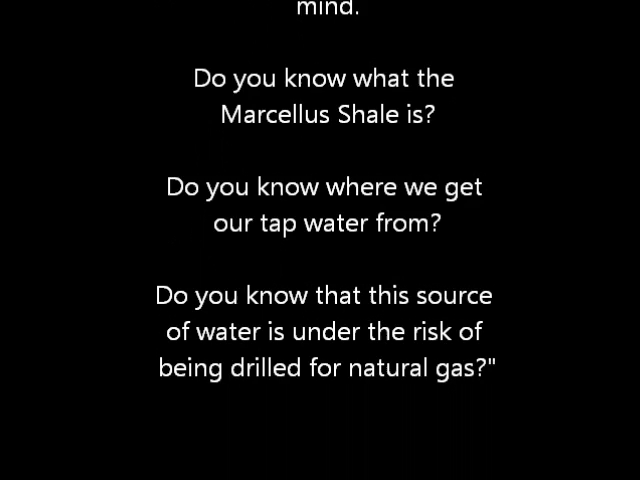 mind.
Do you know what the
Marcellus Shale is?
Do you know where we get
our tap water from?
Do you know that this source
of water is under the risk of
being drilled for natural gas?"